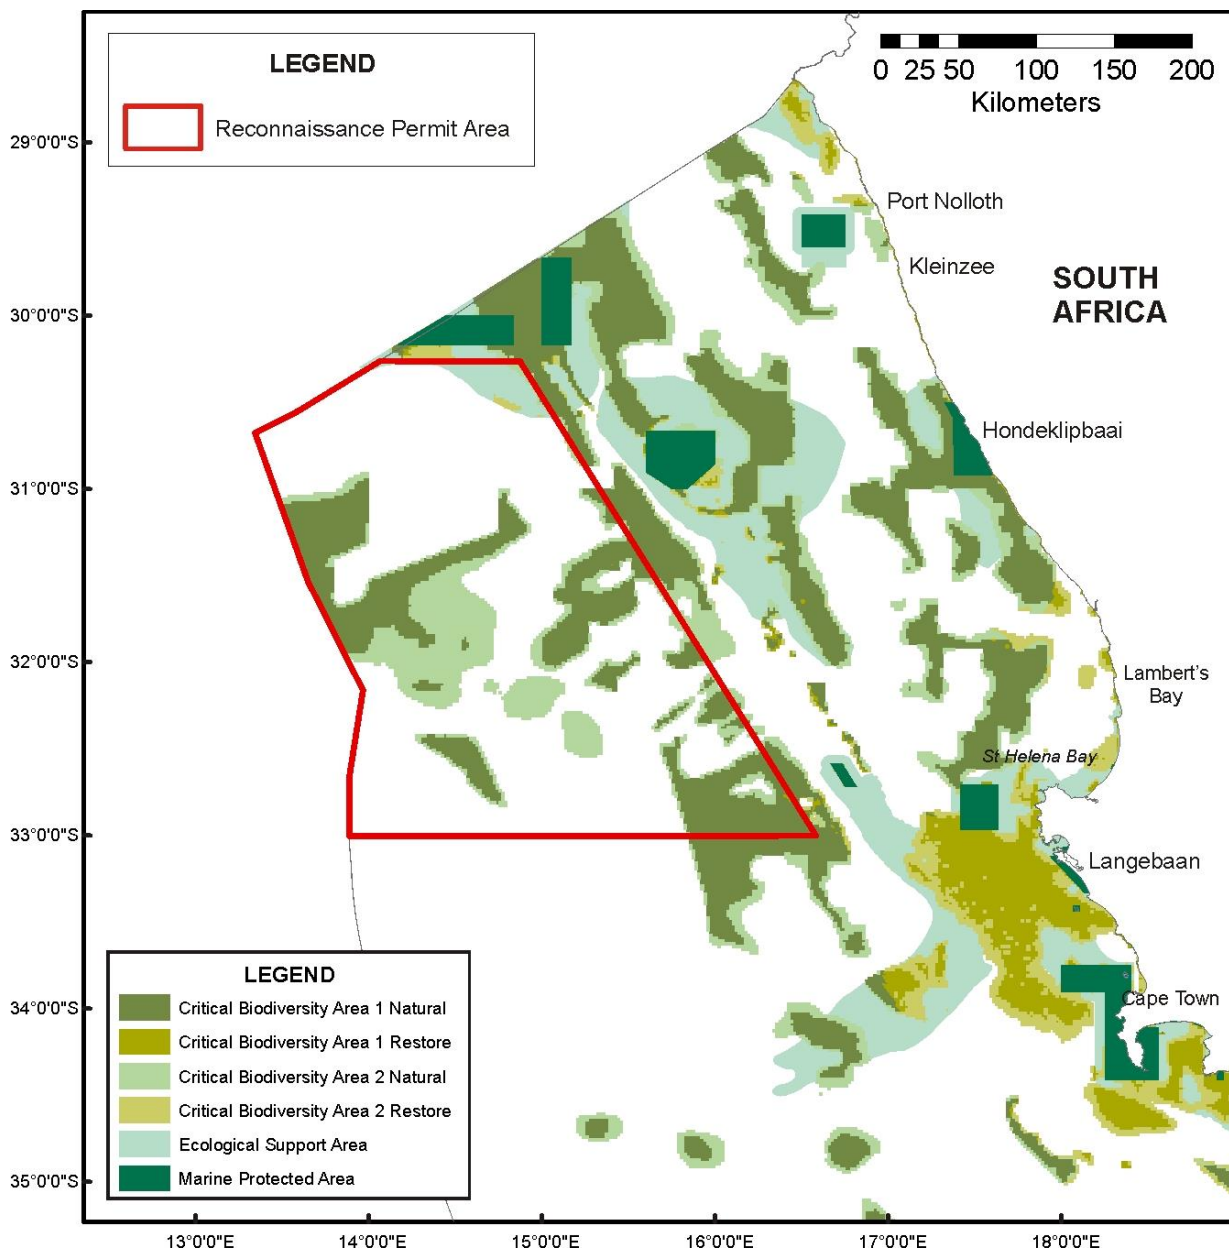 LEGEND
Reconnaissance Permit Area
0 25 50 100 150 200
Kilometers
29°0'0"S
30°0'0"S
31°0'0"S
32°0'0"S
33°0'0"S
34°0'0"S
35°0'0"S
Port Nolloth
Kleinzee
SOUTH
AFRICA
Hondeklipbaai
Lambert's
Bay
St Helena Bay
Langebaan
Cape Town
LEGEND
Critical Biodiversity Area 1 Natural
Critical Biodiversity Area 1 Restore
Critical Biodiversity Area 2 Natural
Critical Biodiversity Area 2 Restore
Ecological Support Area
Marine Protected Area
13°0'0"E 14°0'0"E 15°0'0"E 16°0'0"E 17°0'0"E 18°0'0"E